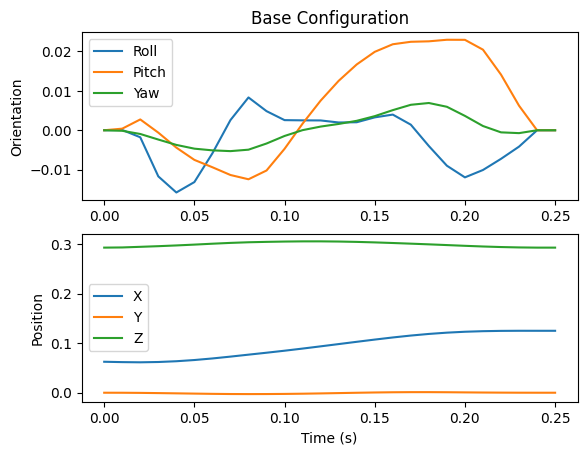 Base Configuration
Orientation
0.02
0.01
0.00
−0.01
Roll
Pitch
Yaw
0.00 0.05 0.10 0.15 0.20 0.25
Position
0.3
0.2
0.1
0.0
X
Y
Z
0.00 0.05 0.10 0.15 0.20 0.25
Time (s)